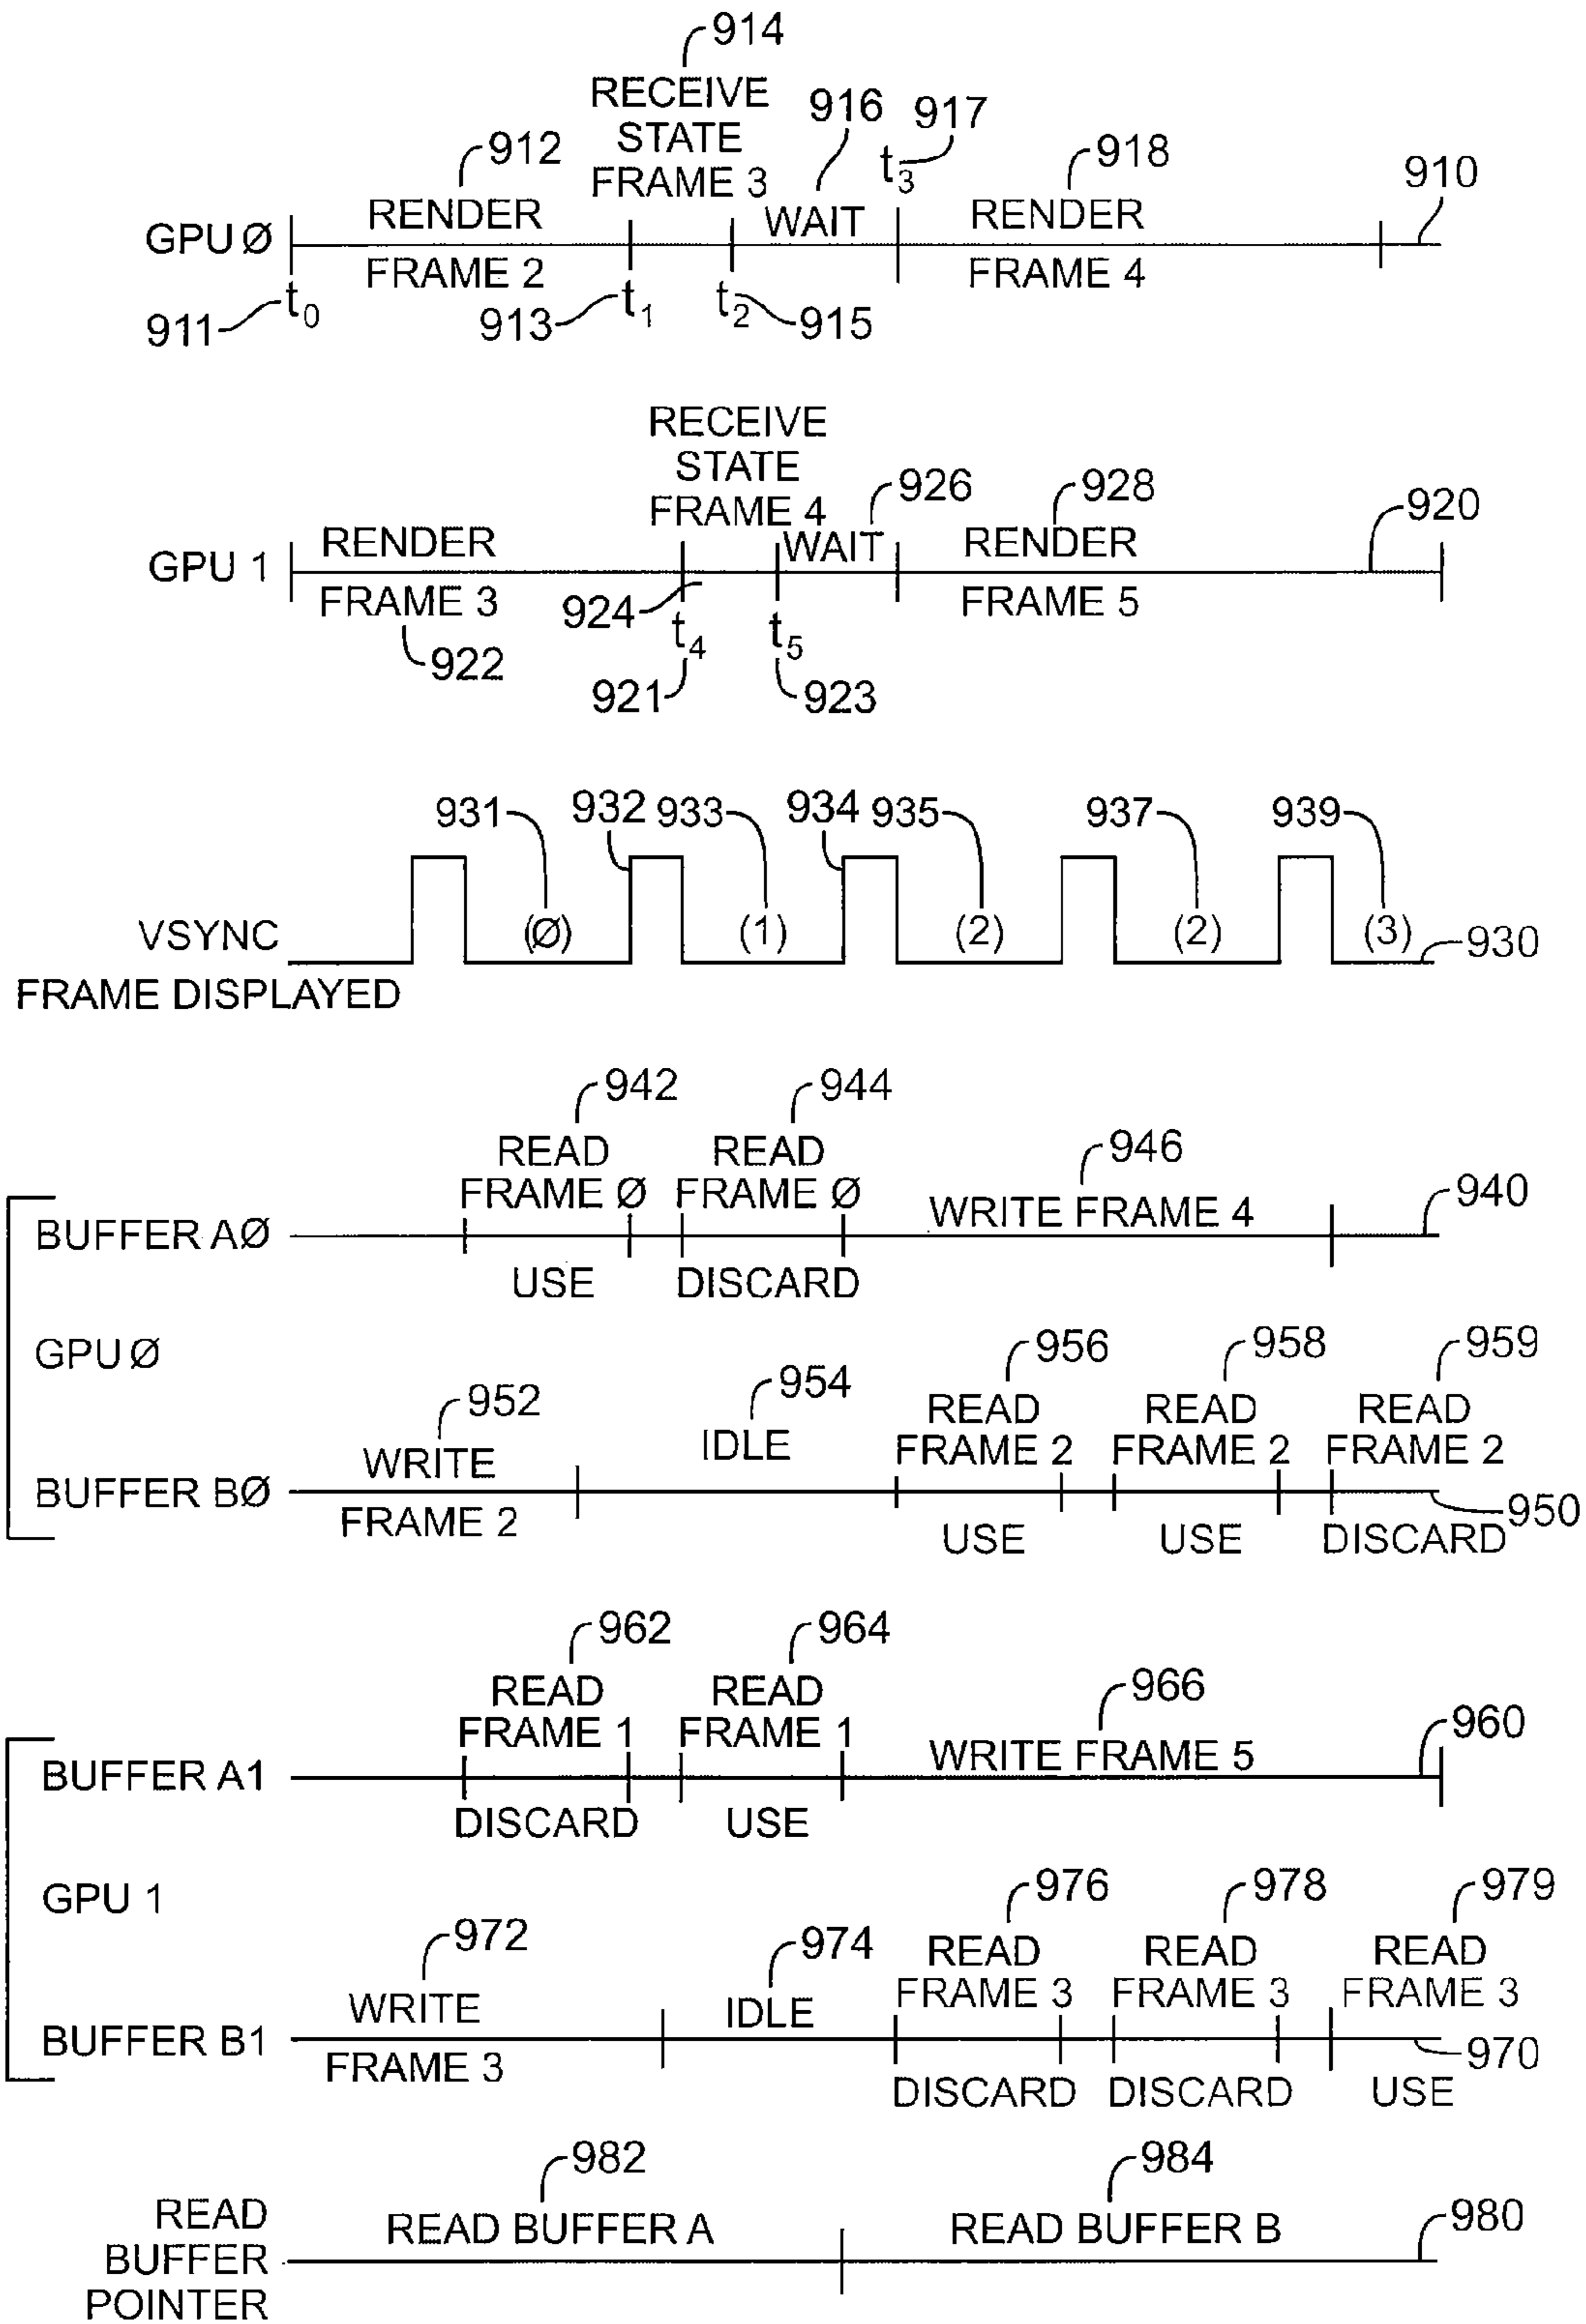 914
RECEIVE
STATE
FRAME 3
916
917
912
t3
918
910
RENDER
WAIT
RENDER
GPU Ø
FRAME 2
FRAME 4
911
t0
913
t1
t2
915
RECEIVE
STATE
FRAME 4
926
928
920
RENDER
WAIT
RENDER
GPU 1
FRAME 3
924
FRAME 5
922
t4
t5
921
923
931
932
933
934
935
937
939
VSYNC
(Ø)
(1)
(2)
(2)
(3)
930
FRAME DISPLAYED
942
944
READ
READ
946
FRAME Ø
FRAME Ø
WRITE FRAME 4
940
BUFFER AØ
USE
DISCARD
GPU Ø
956
958
959
952
954
READ
READ
READ
WRITE
IDLE
FRAME 2
FRAME 2
FRAME 2
BUFFER BØ
950
FRAME 2
USE
USE
DISCARD
962
964
READ
READ
966
FRAME 1
FRAME 1
WRITE FRAME 5
960
BUFFER A1
DISCARD
USE
GPU 1
976
978
979
972
974
READ
READ
READ
WRITE
IDLE
FRAME 3
FRAME 3
FRAME 3
BUFFER B1
970
FRAME 3
DISCARD
DISCARD
USE
982
984
READ
BUFFER
POINTER
READ BUFFER A
READ BUFFER B
980